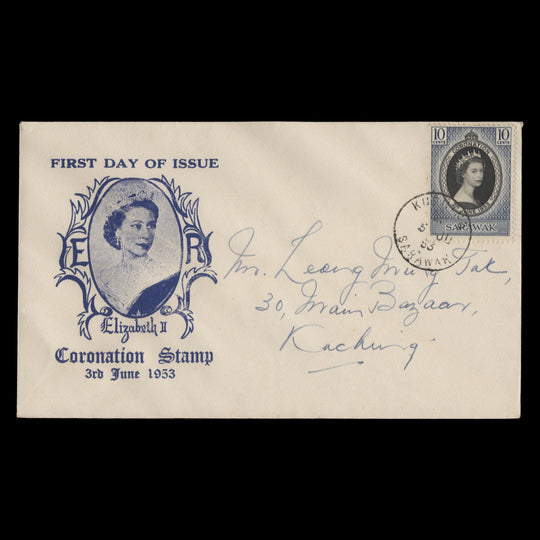 FIRST DAY OF ISSUE
E R
Elizabeth II
Coronation Stamp
3rd June 1953
10 CENTS 10 CENTS
CORONATION
SARAWAK
SARAWAK
Mr. Leong Tak,
30, Main Bazaar,
Kuching.